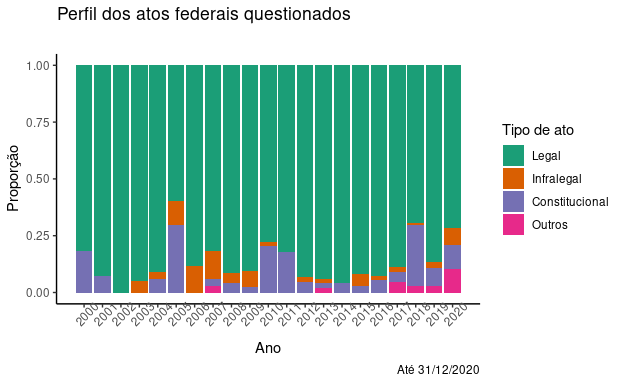 Perfil dos atos federais questionados
1.00
0.75
0.50
0.25
0.00
Proporção
2000 2001 2002 2003 2004 2005 2006 2007 2008 2009 2010 2011 2012 2013 2014 2015 2016 2017 2018 2019 2020
Ano
Tipo de ato
Legal
Infralegal
Constitucional
Outros
Até 31/12/2020